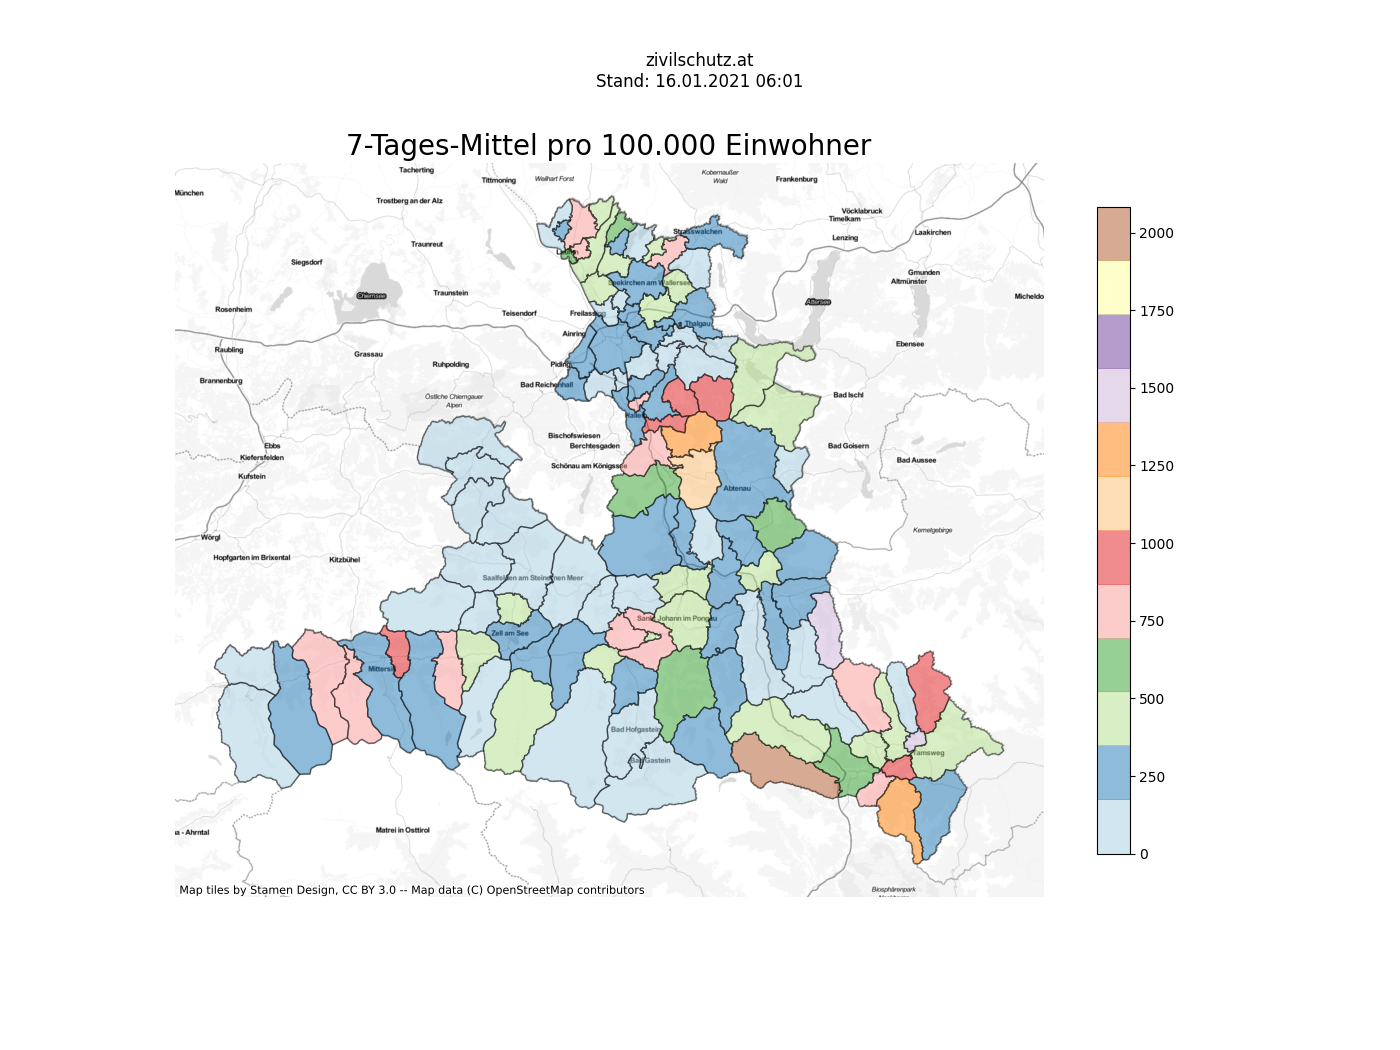 zivilschutz.at
Stand: 16.01.2021 06:01
7-Tages-Mittel pro 100.000 Einwohner
Tacherting
Tittmoning
Weilhart Forst
Kobernaußer
Wald
Frankenburg
München
Trostberg an der Alz
Vöcklabruck
Timelkam
Laakirchen
Strasswalchen
Lenzing
Traunreut
Siegsdorf
Gmunden
Altmünster
Seekirchen am Wallersee
Chiemsee
Traunstein
Attersee
Micheldo
Rosenheim
Teisendorf
Freilassing
Thalgau
Ainring
Ebensee
Raubling
Grassau
Ruhpolding
Piding
Brannenburg
Bad Reichenhall
Östliche Chiemgauer
Alpen
Bad Ischl
Hallein
Bischofswiesen
Berchtesgaden
Ebbs
Kiefersfelden
Bad Goisern
Schönau am Königssee
Bad Aussee
Kufstein
Abtenau
Kemetgebirge
Wörgl
Hopfgarten im Brixental
Kitzbühel
Saalfelden am Steinernen Meer
Sankt Johann im Pongau
Zell am See
Mittersill
Bad Hofgastein
Tamsweg
Bad Gastein
Matrei in Osttirol
a - Ahrntal
Biosphärenpark
Map tiles by Stamen Design, CC BY 3.0 -- Map data (C) OpenStreetMap contributors
2000
1750
1500
1250
1000
750
500
250
0